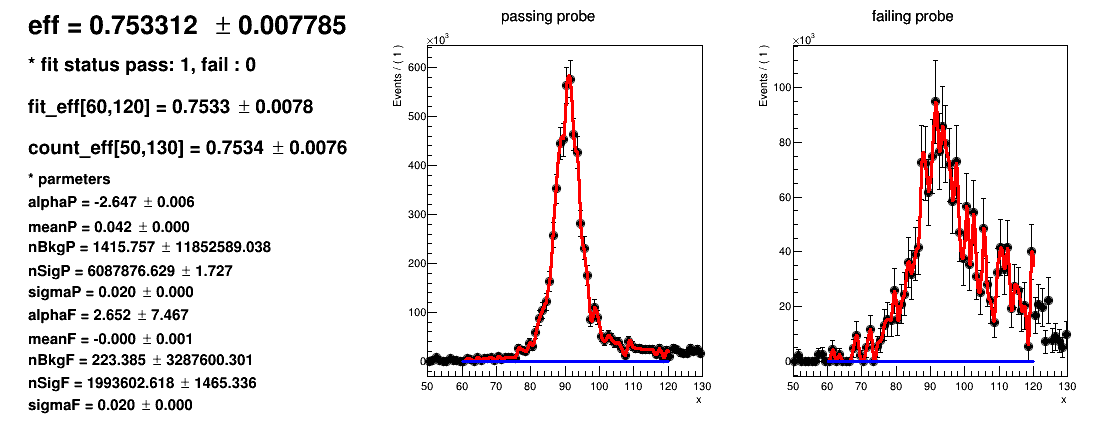 eff = 0.753312 ± 0.007785
* fit status pass: 1, fail : 0
fit_eff[60,120] = 0.7533 ± 0.0078
count_eff[50,130] = 0.7534 ± 0.0076
* parmeters
alphaP = -2.647 ± 0.006
meanP = 0.042 ± 0.000
nBkgP = 1415.757 ± 11852589.038
nSigP = 6087876.629 ± 1.727
sigmaP = 0.020 ± 0.000
alphaF = 2.652 ± 7.467
meanF = -0.000 ± 0.001
nBkgF = 223.385 ± 3287600.301
nSigF = 1993602.618 ± 1465.336
sigmaF = 0.020 ± 0.000
passing probe
×10³
Events / ( 1 )
600
500
400
300
200
100
0
50 60 70 80 90 100 110 120 130
x
failing probe
×10³
Events / ( 1 )
100
80
60
40
20
0
50 60 70 80 90 100 110 120 130
x